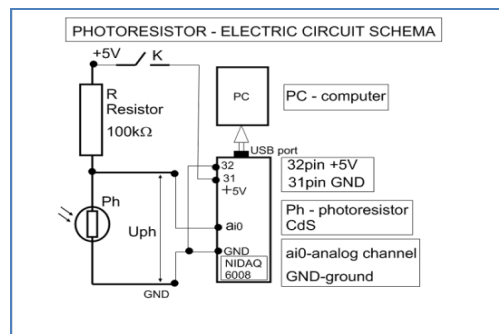 PHOTORESISTOR - ELECTRIC CIRCUIT SCHEMA
+5V
K
R
Resistor
100kΩ
PC
PC - computer
USB port
32
31
+5V
32pin +5V
31pin GND
Ph
Uph
ai0
Ph - photoresistor
CdS
GND
NIDAQ
6008
ai0-analog channel
GND-ground
GND